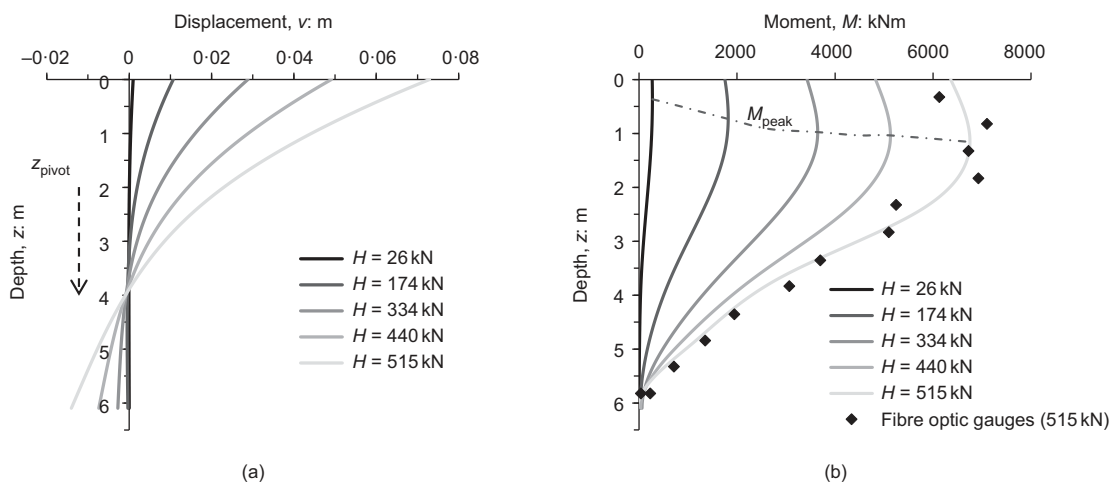 Displacement, v: m
–0·02 0 0·02 0·04 0·06 0·08
0
1
2
3
4
5
6
Depth, z: m
z_pivot
H = 26 kN
H = 174 kN
H = 334 kN
H = 440 kN
H = 515 kN
(a)
Moment, M: kNm
0 2000 4000 6000 8000
0
1
2
3
4
5
6
Depth, z: m
M_peak
H = 26 kN
H = 174 kN
H = 334 kN
H = 440 kN
H = 515 kN
Fibre optic gauges (515 kN)
(b)